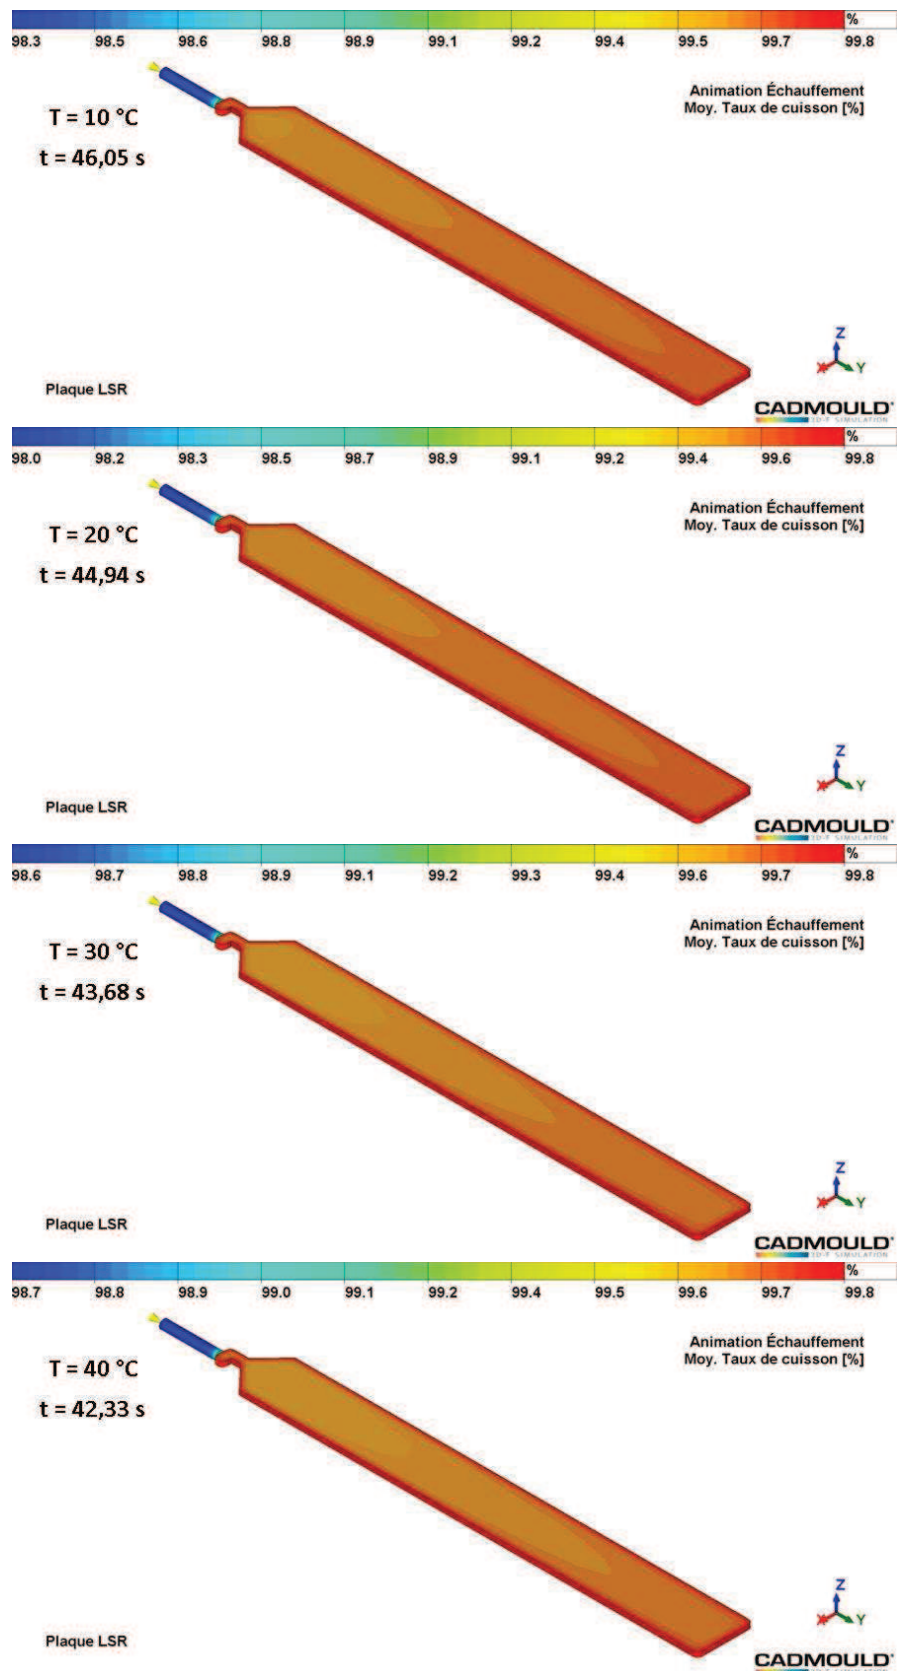 %
98.3 98.5 98.6 98.8 98.9 99.1 99.2 99.4 99.5 99.7 99.8
Animation Échauffement
Moy. Taux de cuisson [%]
T = 10 °C
t = 46,05 s
Z
X Y
Plaque LSR
CADMOULD
3D-F SIMULATION
%
98.0 98.2 98.3 98.5 98.7 98.9 99.1 99.2 99.4 99.6 99.8
Animation Échauffement
Moy. Taux de cuisson [%]
T = 20 °C
t = 44,94 s
Z
X Y
Plaque LSR
CADMOULD
3D-F SIMULATION
%
98.6 98.7 98.8 98.9 99.1 99.2 99.3 99.4 99.6 99.7 99.8
Animation Échauffement
Moy. Taux de cuisson [%]
T = 30 °C
t = 43,68 s
Z
X Y
Plaque LSR
CADMOULD
3D-F SIMULATION
%
98.7 98.8 98.9 99.0 99.1 99.2 99.3 99.5 99.6 99.7 99.8
Animation Échauffement
Moy. Taux de cuisson [%]
T = 40 °C
t = 42,33 s
Z
X Y
Plaque LSR
CADMOULD